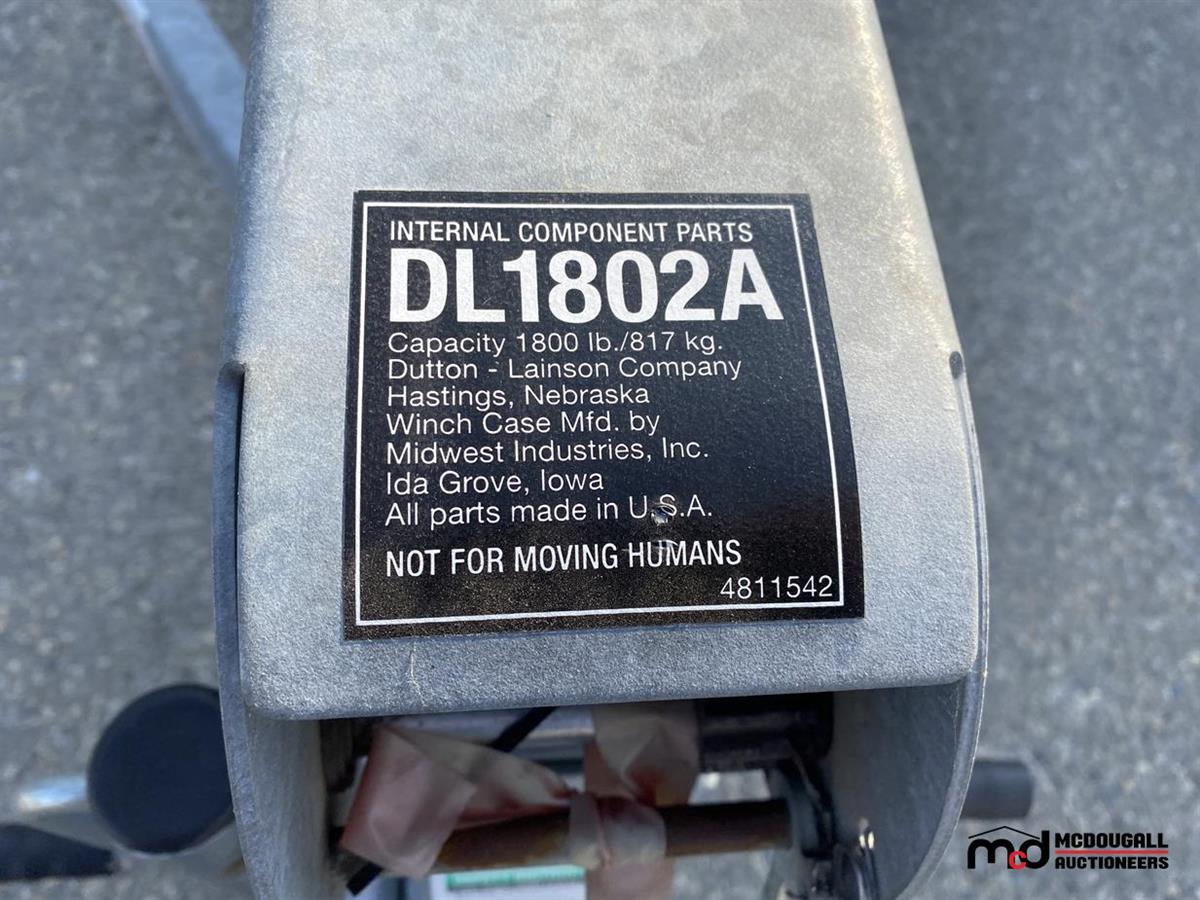 INTERNAL COMPONENT PARTS
DL1802A
Capacity 1800 lb./817 kg.
Dutton - Lainson Company
Hastings, Nebraska
Winch Case Mfd. by
Midwest Industries, Inc.
Ida Grove, Iowa
All parts made in U.S.A.
NOT FOR MOVING HUMANS
4811542
mcd MCDOUGALL
AUCTIONEERS